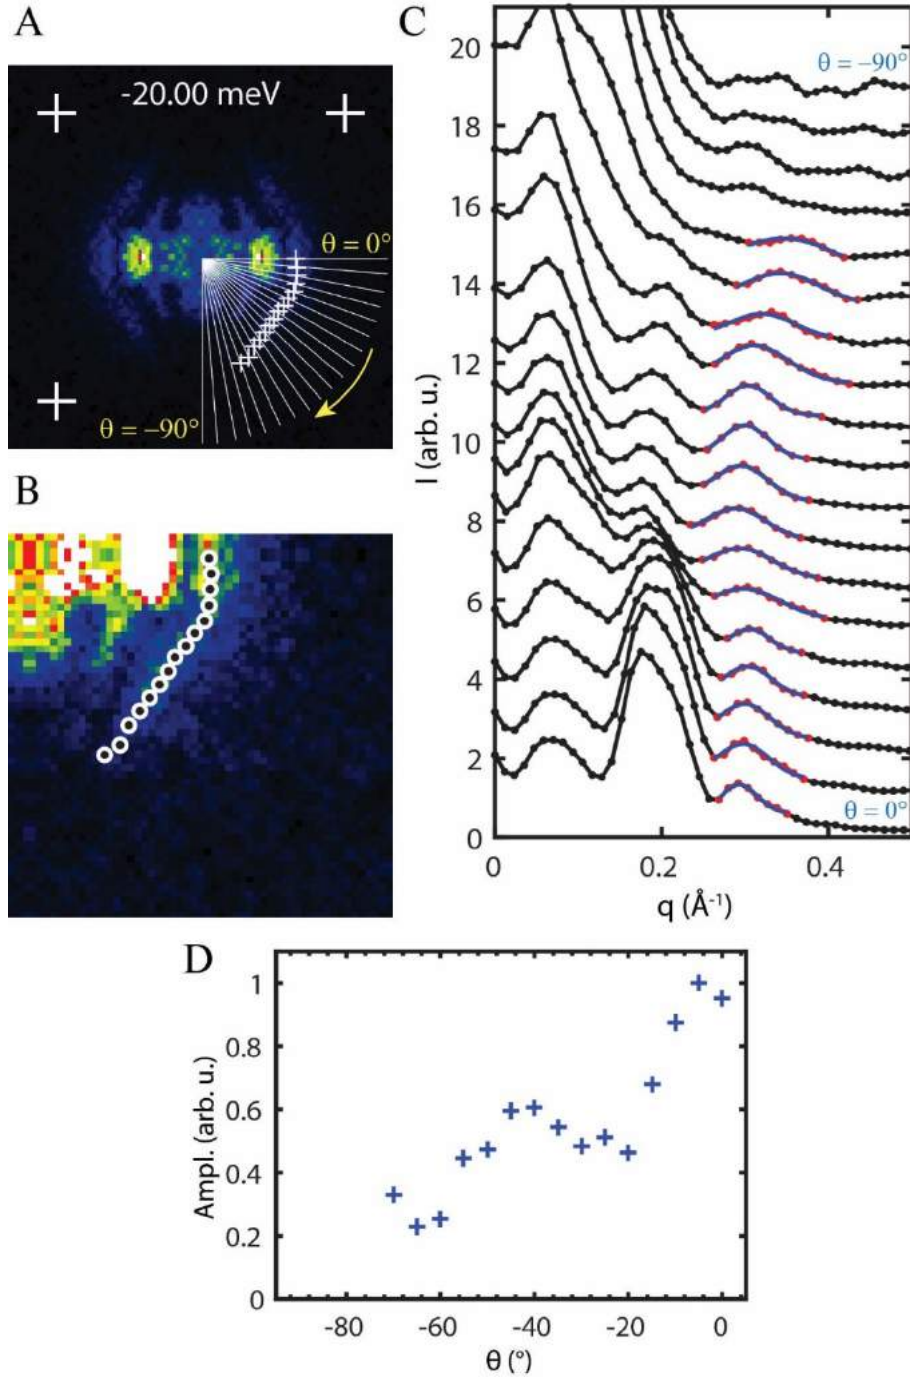 A
-20.00 meV
θ = 0°
θ = −90°
B
C
θ = −90°
20
18
16
14
12
10
8
6
4
2
0
I (arb. u.)
θ = 0°
0
0.2
0.4
q (Å⁻¹)
D
1
0.8
0.6
0.4
0.2
0
Ampl. (arb. u.)
-80
-60
-40
-20
0
θ (°)